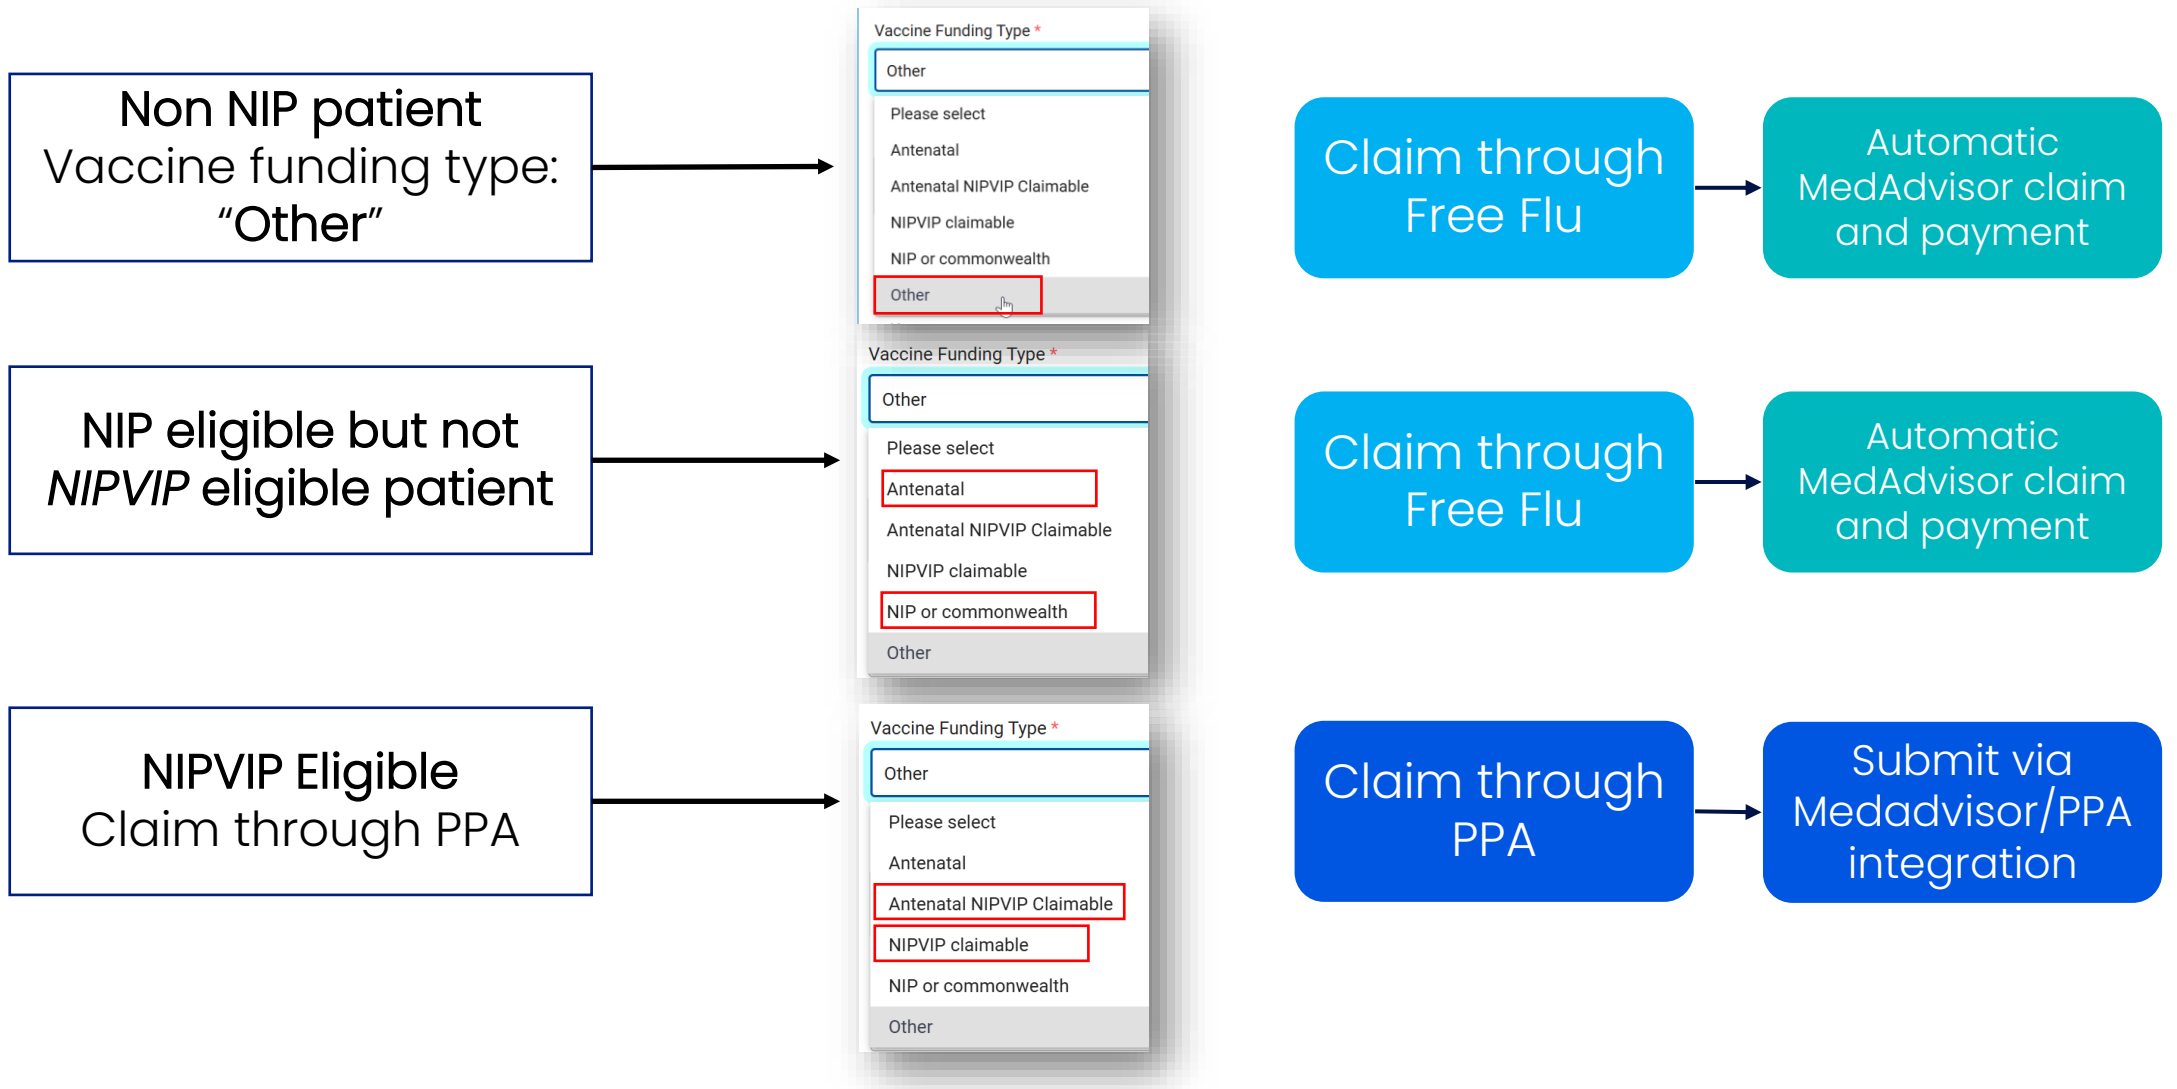 Non NIP patient
Vaccine funding type:
“Other”
Vaccine Funding Type *
Other
Please select
Antenatal
Antenatal NIPVIP Claimable
NIPVIP claimable
NIP or commonwealth
Other
Claim through
Free Flu
Automatic
MedAdvisor claim
and payment
NIP eligible but not
NIPVIP eligible patient
Vaccine Funding Type *
Other
Please select
Antenatal
Antenatal NIPVIP Claimable
NIPVIP claimable
NIP or commonwealth
Other
Claim through
Free Flu
Automatic
MedAdvisor claim
and payment
NIPVIP Eligible
Claim through PPA
Vaccine Funding Type *
Other
Please select
Antenatal
Antenatal NIPVIP Claimable
NIPVIP claimable
NIP or commonwealth
Other
Claim through
PPA
Submit via
Medadvisor/PPA
integration